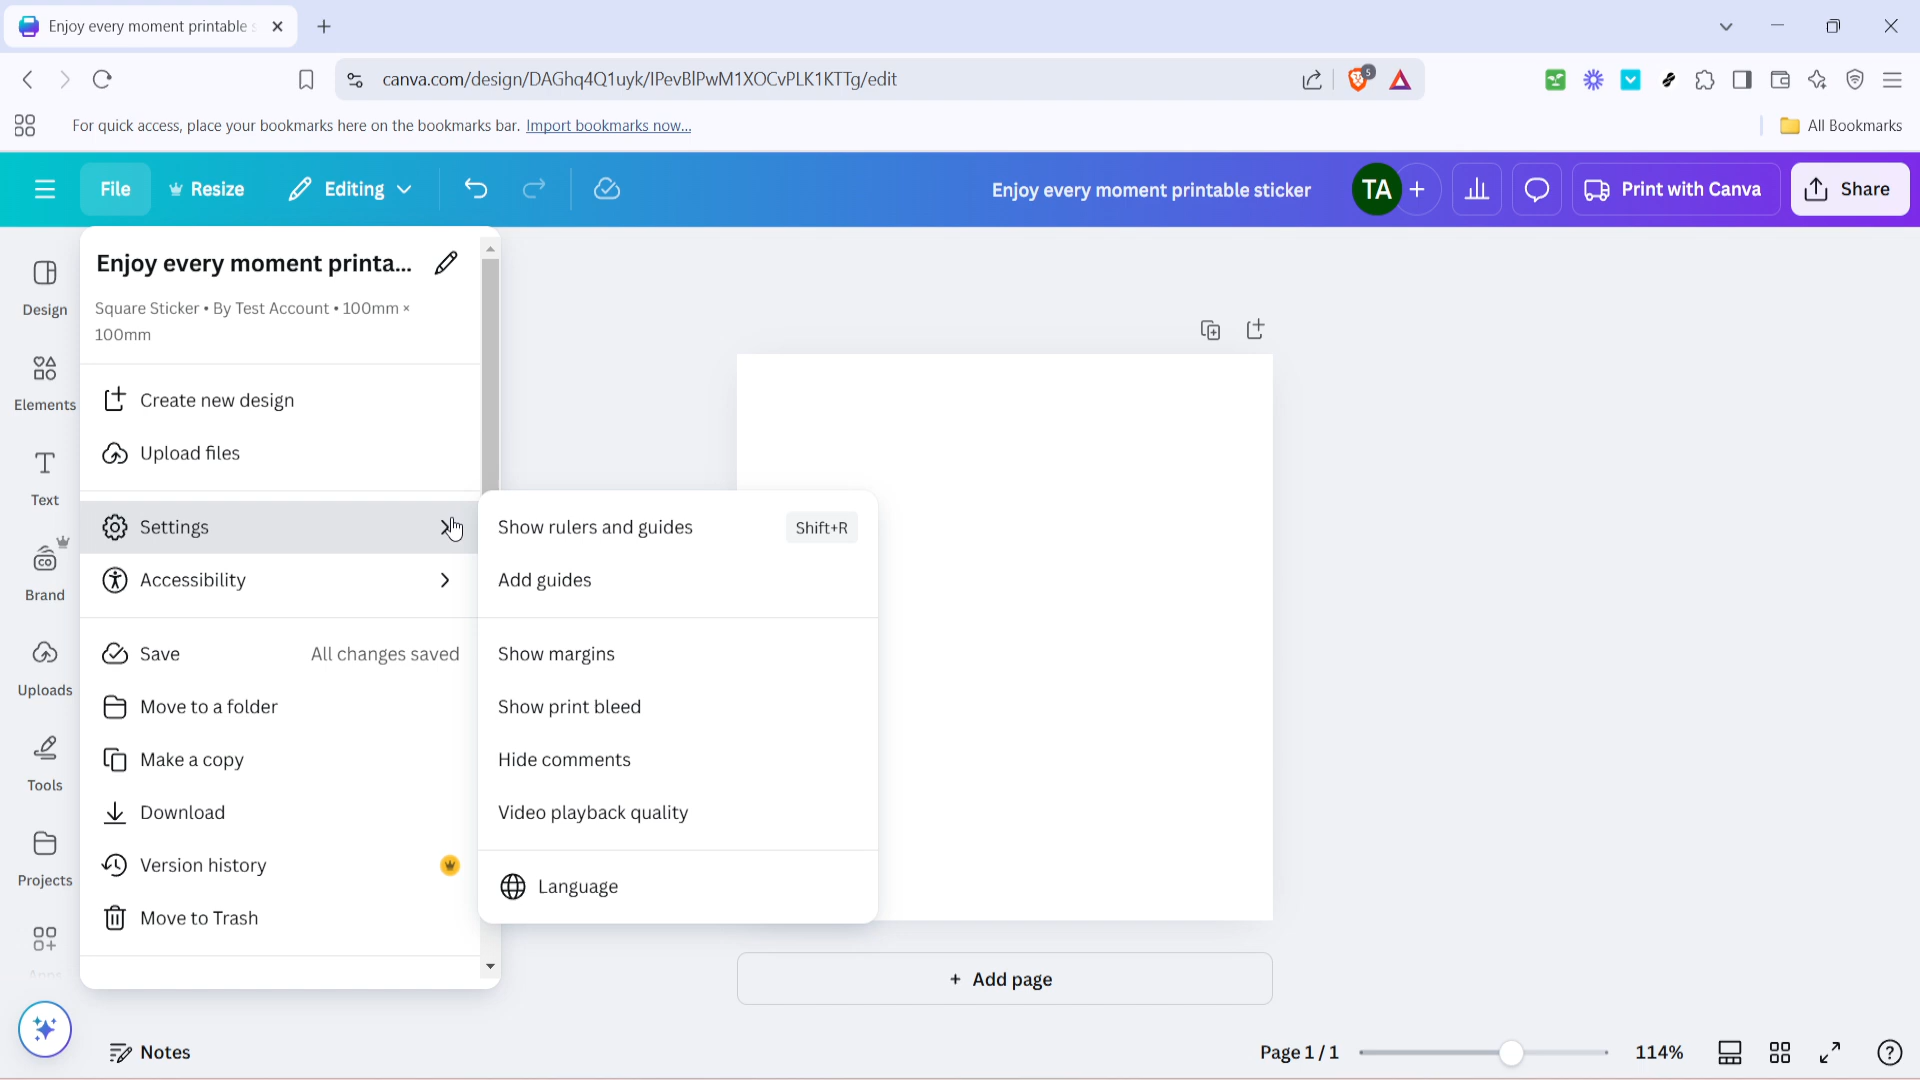 Enjoy every moment printable s
canva.com/design/DAGhq4Q1uyk/IPevBlPwM1XOCvPLK1KTTg/edit
5
For quick access, place your bookmarks here on the bookmarks bar. Import bookmarks now...
All Bookmarks
File
Resize
Editing
Enjoy every moment printable sticker
TA
Print with Canva
Share
Design
Elements
Text
Brand
Uploads
Tools
Projects
Apps
Enjoy every moment printa...
Square Sticker • By Test Account • 100mm ×
100mm
Create new design
Upload files
Settings
Accessibility
Save All changes saved
Move to a folder
Make a copy
Download
Version history
Move to Trash
Show rulers and guides Shift+R
Add guides
Show margins
Show print bleed
Hide comments
Video playback quality
Language
+ Add page
Notes
Page 1 / 1
114%